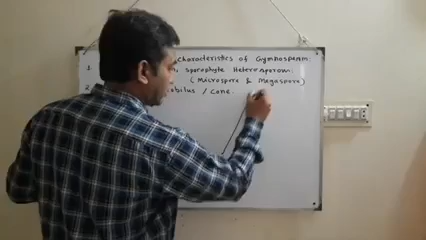 Characteristics of Gymnosperm:
1. sporophyte Heterosporous:
(Microspore & Megaspore)
2. / Cone.